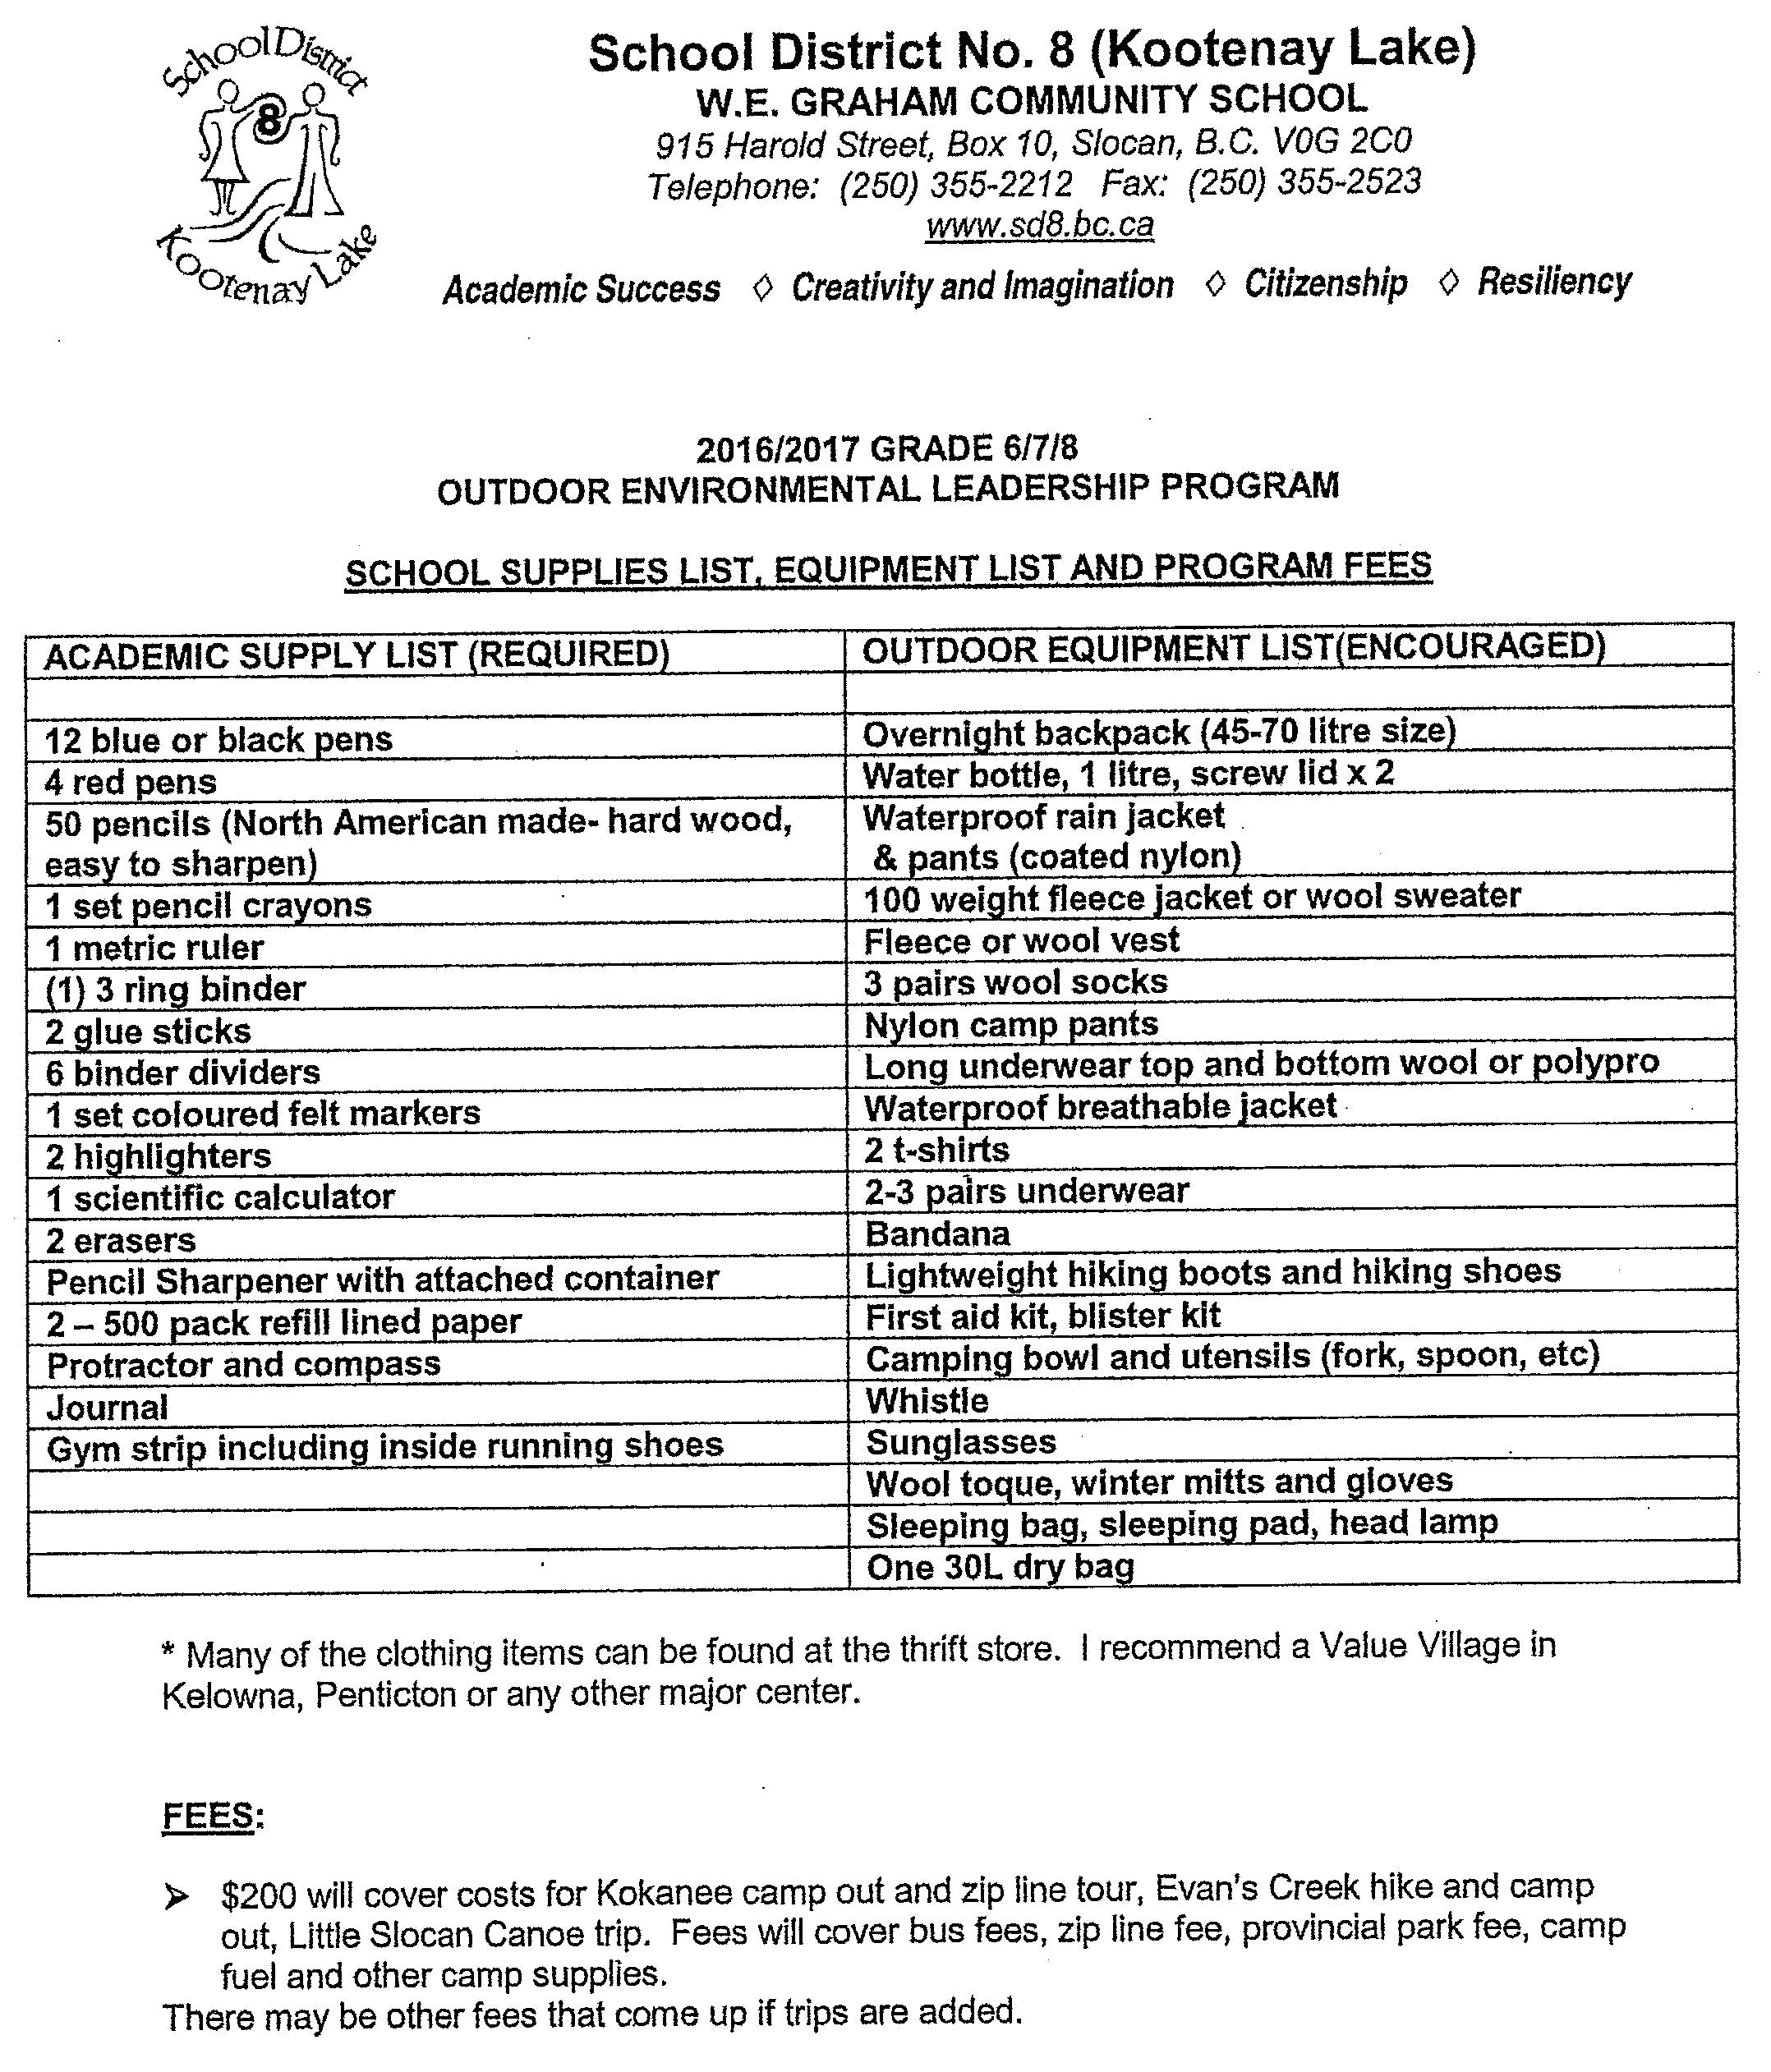 School District
8
Kootenay Lake
School District No. 8 (Kootenay Lake)
W.E. GRAHAM COMMUNITY SCHOOL
915 Harold Street, Box 10, Slocan, B.C. V0G 2C0
Telephone: (250) 355-2212 Fax: (250) 355-2523
www.sd8.bc.ca
Academic Success ◊ Creativity and Imagination ◊ Citizenship ◊ Resiliency
2016/2017 GRADE 6/7/8
OUTDOOR ENVIRONMENTAL LEADERSHIP PROGRAM
SCHOOL SUPPLIES LIST, EQUIPMENT LIST AND PROGRAM FEES
ACADEMIC SUPPLY LIST (REQUIRED) OUTDOOR EQUIPMENT LIST(ENCOURAGED)
12 blue or black pens Overnight backpack (45-70 litre size)
4 red pens Water bottle, 1 litre, screw lid x 2
50 pencils (North American made- hard wood, Waterproof rain jacket
easy to sharpen) & pants (coated nylon)
1 set pencil crayons 100 weight fleece jacket or wool sweater
1 metric ruler Fleece or wool vest
(1) 3 ring binder 3 pairs wool socks
2 glue sticks Nylon camp pants
6 binder dividers Long underwear top and bottom wool or polypro
1 set coloured felt markers Waterproof breathable jacket
2 highlighters 2 t-shirts
1 scientific calculator 2-3 pairs underwear
2 erasers Bandana
Pencil Sharpener with attached container Lightweight hiking boots and hiking shoes
2 – 500 pack refill lined paper First aid kit, blister kit
Protractor and compass Camping bowl and utensils (fork, spoon, etc)
Journal Whistle
Gym strip including inside running shoes Sunglasses
Wool toque, winter mitts and gloves
Sleeping bag, sleeping pad, head lamp
One 30L dry bag
* Many of the clothing items can be found at the thrift store. I recommend a Value Village in
Kelowna, Penticton or any other major center.
FEES:
➢ $200 will cover costs for Kokanee camp out and zip line tour, Evan's Creek hike and camp
out, Little Slocan Canoe trip. Fees will cover bus fees, zip line fee, provincial park fee, camp
fuel and other camp supplies.
There may be other fees that come up if trips are added.